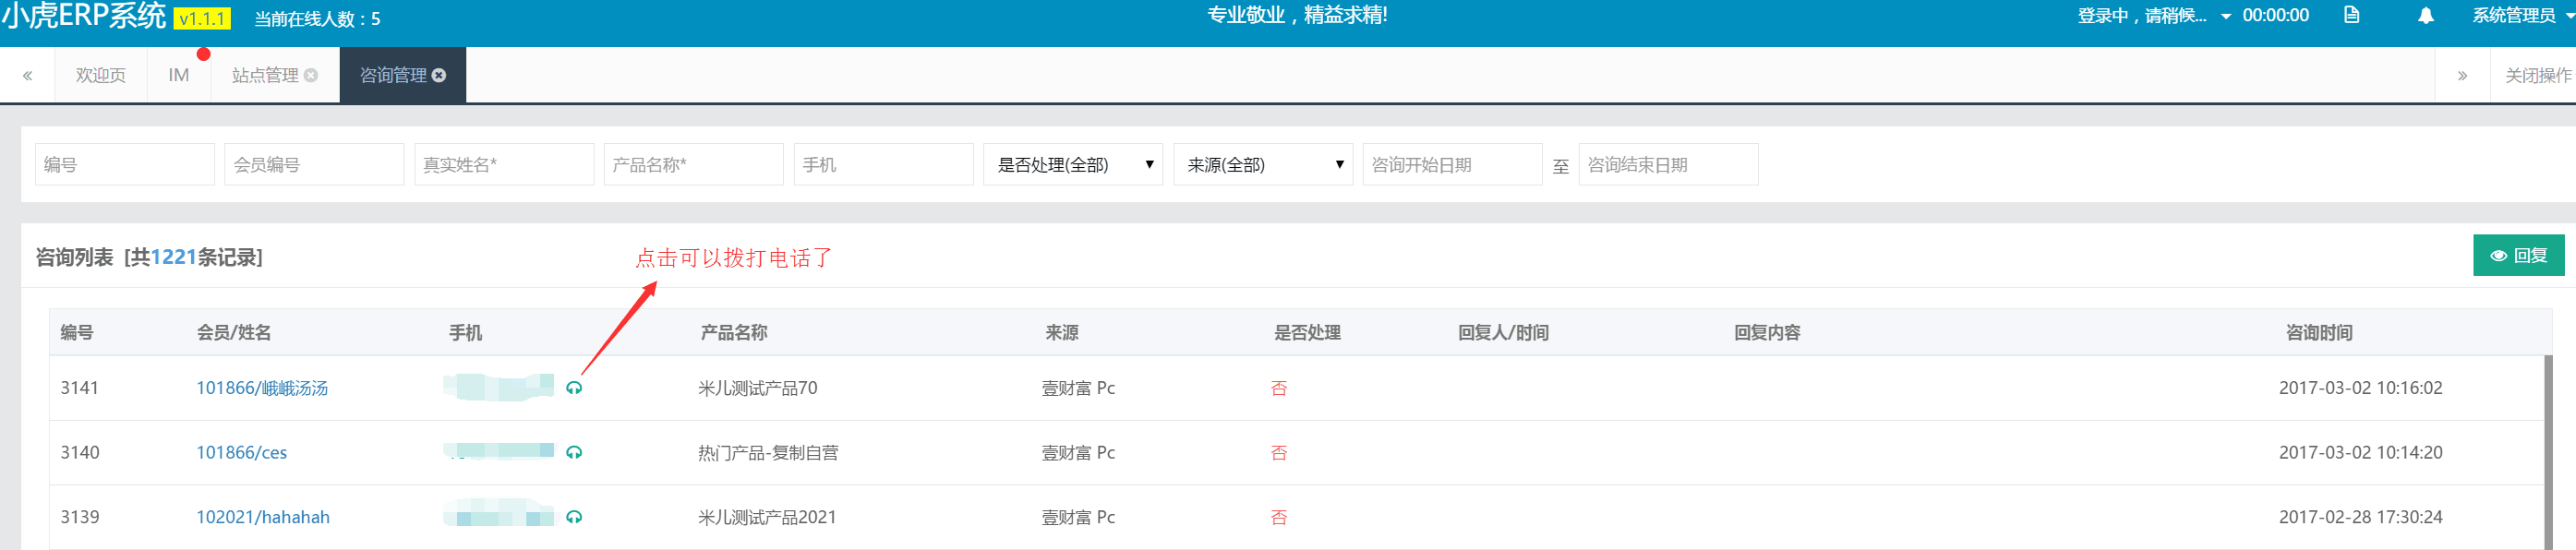 小虎ERP系统 v1.1.1 当前在线人数：5 专业敬业，精益求精! 登录中，请稍候... 00:00:00 系统管理员
« 欢迎页 IM 站点管理 咨询管理 » 关闭操作
编号 会员编号 真实姓名* 产品名称* 手机 是否处理(全部) 来源(全部) 咨询开始日期 至 咨询结束日期
咨询列表 [共1221条记录] 点击可以拨打电话了 回复
编号 会员/姓名 手机 产品名称 来源 是否处理 回复人/时间 回复内容 咨询时间
3141 101866/峨峨汤汤 米儿测试产品70 壹财富 Pc 否 2017-03-02 10:16:02
3140 101866/ces 热门产品-复制自营 壹财富 Pc 否 2017-03-02 10:14:20
3139 102021/hahahah 米儿测试产品2021 壹财富 Pc 否 2017-02-28 17:30:24